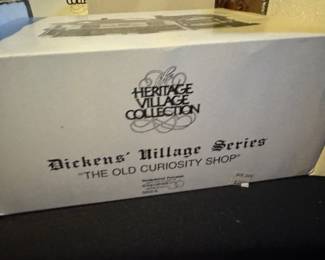 The
HERITAGE
VILLAGE
COLLECTION
Dickens' Village Series
"THE OLD CURIOSITY SHOP"